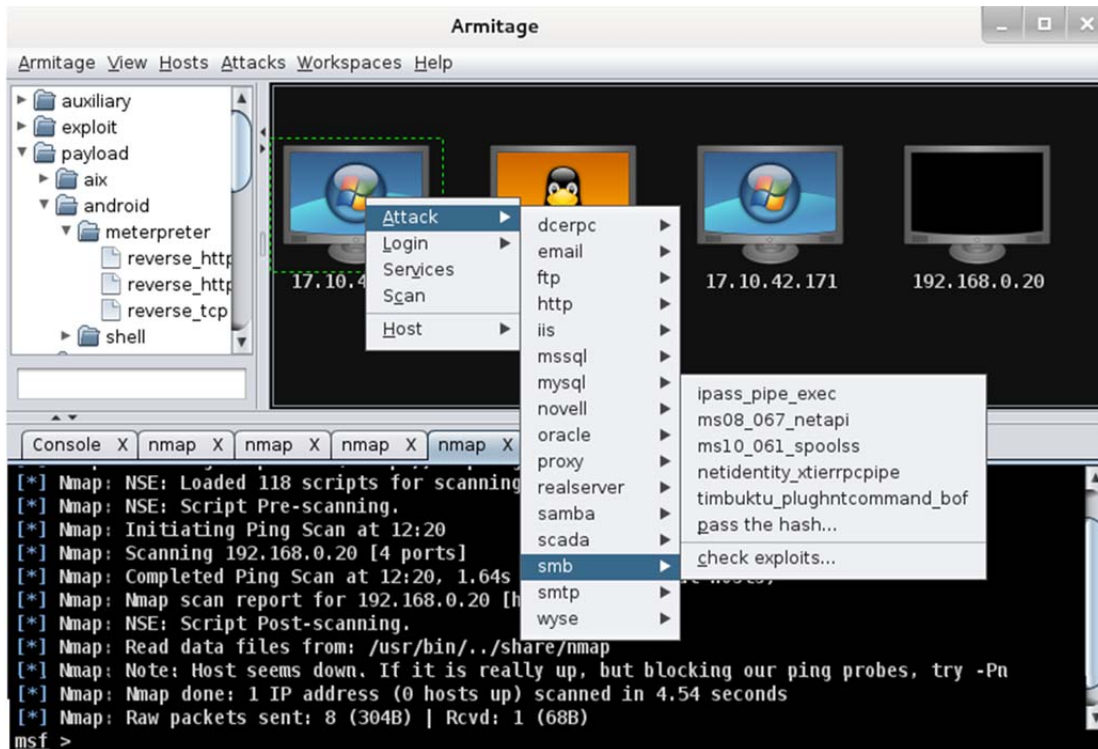 Armitage
Armitage View Hosts Attacks Workspaces Help
auxiliary
exploit
payload
aix
android
meterpreter
reverse_http
reverse_http
reverse_tcp
shell
17.10.4
17.10.42.171
192.168.0.20
Attack
Login
Services
Scan
Host
dcerpc
email
ftp
http
iis
mssql
mysql
novell
oracle
proxy
realserver
samba
scada
smb
smtp
wyse
ipass_pipe_exec
ms08_067_netapi
ms10_061_spoolss
netidentity_xtierrpcpipe
timbuktu_plughntcommand_bof
pass the hash...
check exploits...
Console X nmap X nmap X nmap X nmap X
[*] Nmap: NSE: Loaded 118 scripts for scanning
[*] Nmap: NSE: Script Pre-scanning.
[*] Nmap: Initiating Ping Scan at 12:20
[*] Nmap: Scanning 192.168.0.20 [4 ports]
[*] Nmap: Completed Ping Scan at 12:20, 1.64s
[*] Nmap: Nmap scan report for 192.168.0.20 [h
[*] Nmap: NSE: Script Post-scanning.
[*] Nmap: Read data files from: /usr/bin/../share/nmap
[*] Nmap: Note: Host seems down. If it is really up, but blocking our ping probes, try -Pn
[*] Nmap: Nmap done: 1 IP address (0 hosts up) scanned in 4.54 seconds
[*] Nmap: Raw packets sent: 8 (304B) | Rcvd: 1 (68B)
msf >